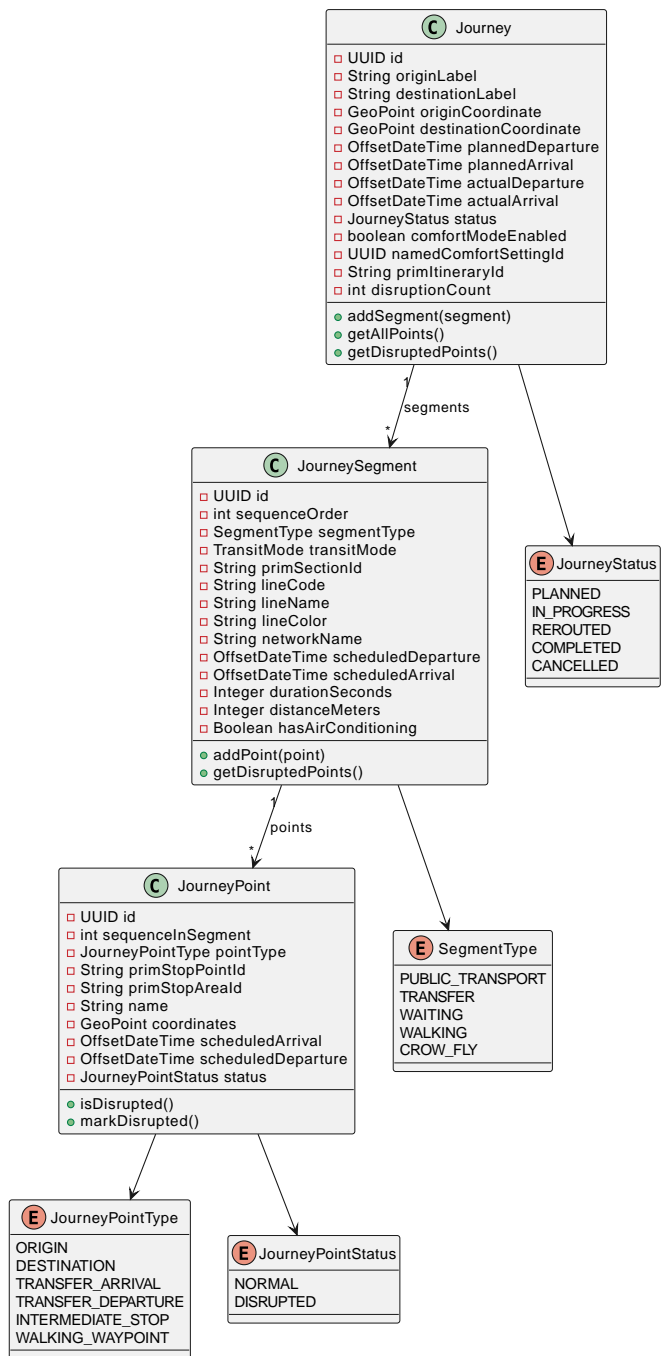 C Journey
UUID id
String originLabel
String destinationLabel
GeoPoint originCoordinate
GeoPoint destinationCoordinate
OffsetDateTime plannedDeparture
OffsetDateTime plannedArrival
OffsetDateTime actualDeparture
OffsetDateTime actualArrival
JourneyStatus status
boolean comfortModeEnabled
UUID namedComfortSettingId
String primItineraryId
int disruptionCount
addSegment(segment)
getAllPoints()
getDisruptedPoints()
1
segments
*
C JourneySegment
UUID id
int sequenceOrder
SegmentType segmentType
TransitMode transitMode
String primSectionId
String lineCode
String lineName
String lineColor
String networkName
OffsetDateTime scheduledDeparture
OffsetDateTime scheduledArrival
Integer durationSeconds
Integer distanceMeters
Boolean hasAirConditioning
addPoint(point)
getDisruptedPoints()
E JourneyStatus
PLANNED
IN_PROGRESS
REROUTED
COMPLETED
CANCELLED
1
points
*
C JourneyPoint
UUID id
int sequenceInSegment
JourneyPointType pointType
String primStopPointId
String primStopAreaId
String name
GeoPoint coordinates
OffsetDateTime scheduledArrival
OffsetDateTime scheduledDeparture
JourneyPointStatus status
isDisrupted()
markDisrupted()
E SegmentType
PUBLIC_TRANSPORT
TRANSFER
WAITING
WALKING
CROW_FLY
E JourneyPointType
ORIGIN
DESTINATION
TRANSFER_ARRIVAL
TRANSFER_DEPARTURE
INTERMEDIATE_STOP
WALKING_WAYPOINT
E JourneyPointStatus
NORMAL
DISRUPTED